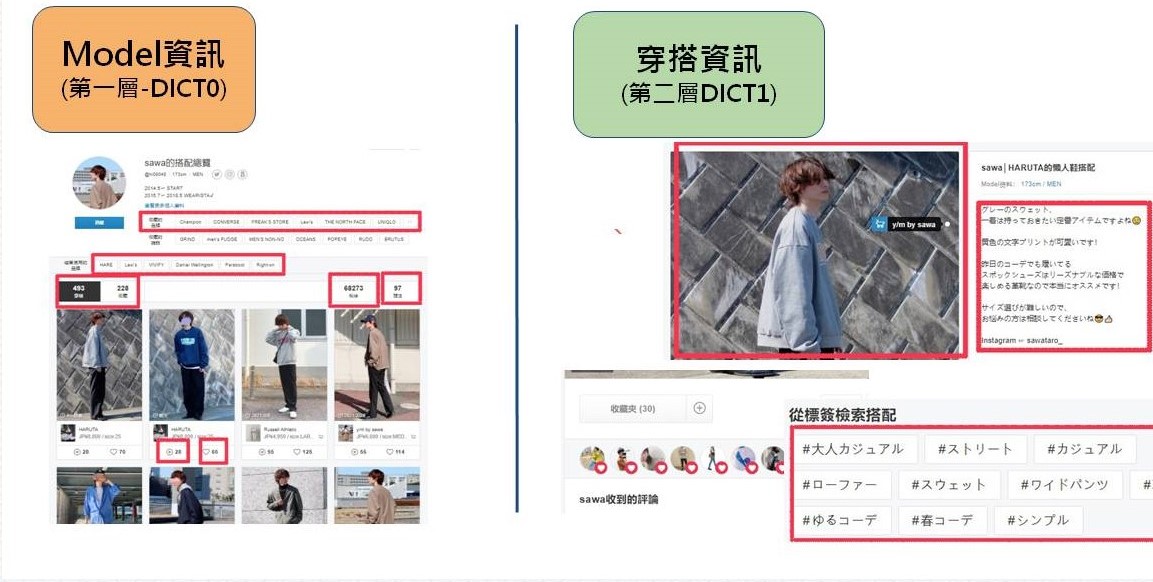 Model資訊
(第一層-DICT0)
穿搭資訊
(第二層DICT1)
sawa的搭配總覽
173cm · MEN
2014.5~ START
Champion CONVERSE FREAK'S STORE Levi's THE NORTH FACE UNIQLO
GRIND men's FUDGE MEN'S NON-NO OCEANS POPEYE RUDO BRUTUS
HARE Levi's VIVIFY Daniel Wellington Facetasl Right-on
493
228
68273
97
HARUTA
HARUTA
Russell Athletic
y/m by sawa
28 75
28 66
55 125
55 114
y/m by sawa
sawa│HARUTA的懶人鞋搭配
Model資料: 173cm / MEN
グレーのスウェット、
一着は持っておきたい定番アイテムですよね😅
黄色の文字プリントが可愛いです!
昨日のコーデでも履いてる
スポックシューズはリーズナブルな価格で
楽しめる革靴なので本当にオススメです!
サイズ選びが難しいので、
お悩みの方は相談してくださいね😎👍
Instagram ⇨ sawataro_
收藏夾 (30)
sawa收到的評論
從標簽檢索搭配
#大人カジュアル #ストリート #カジュアル
#ローファー #スウェット #ワイドパンツ
#ゆるコーデ #春コーデ #シンプル